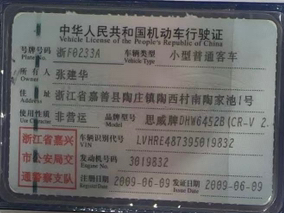 中华人民共和国机动车行驶证
Vehicle License of the People's Republic of China
号牌号码 浙F0233A 车辆类型 小型普通客车
Plate No. Vehicle Type
所有人 张建华
Owner
住址 浙江省嘉善县陶庄镇陶西村南陶家池1号
Address
使用性质 非营运 品牌型号 思威牌DHW6452B(CR-V 2.
浙江省嘉兴市公安局交通警察支队
车辆识别代号 LVHRE487395019832
VIN
发动机号码 3019832
Engine No.
注册日期 2009-06-09 发证日期 2009-06-09